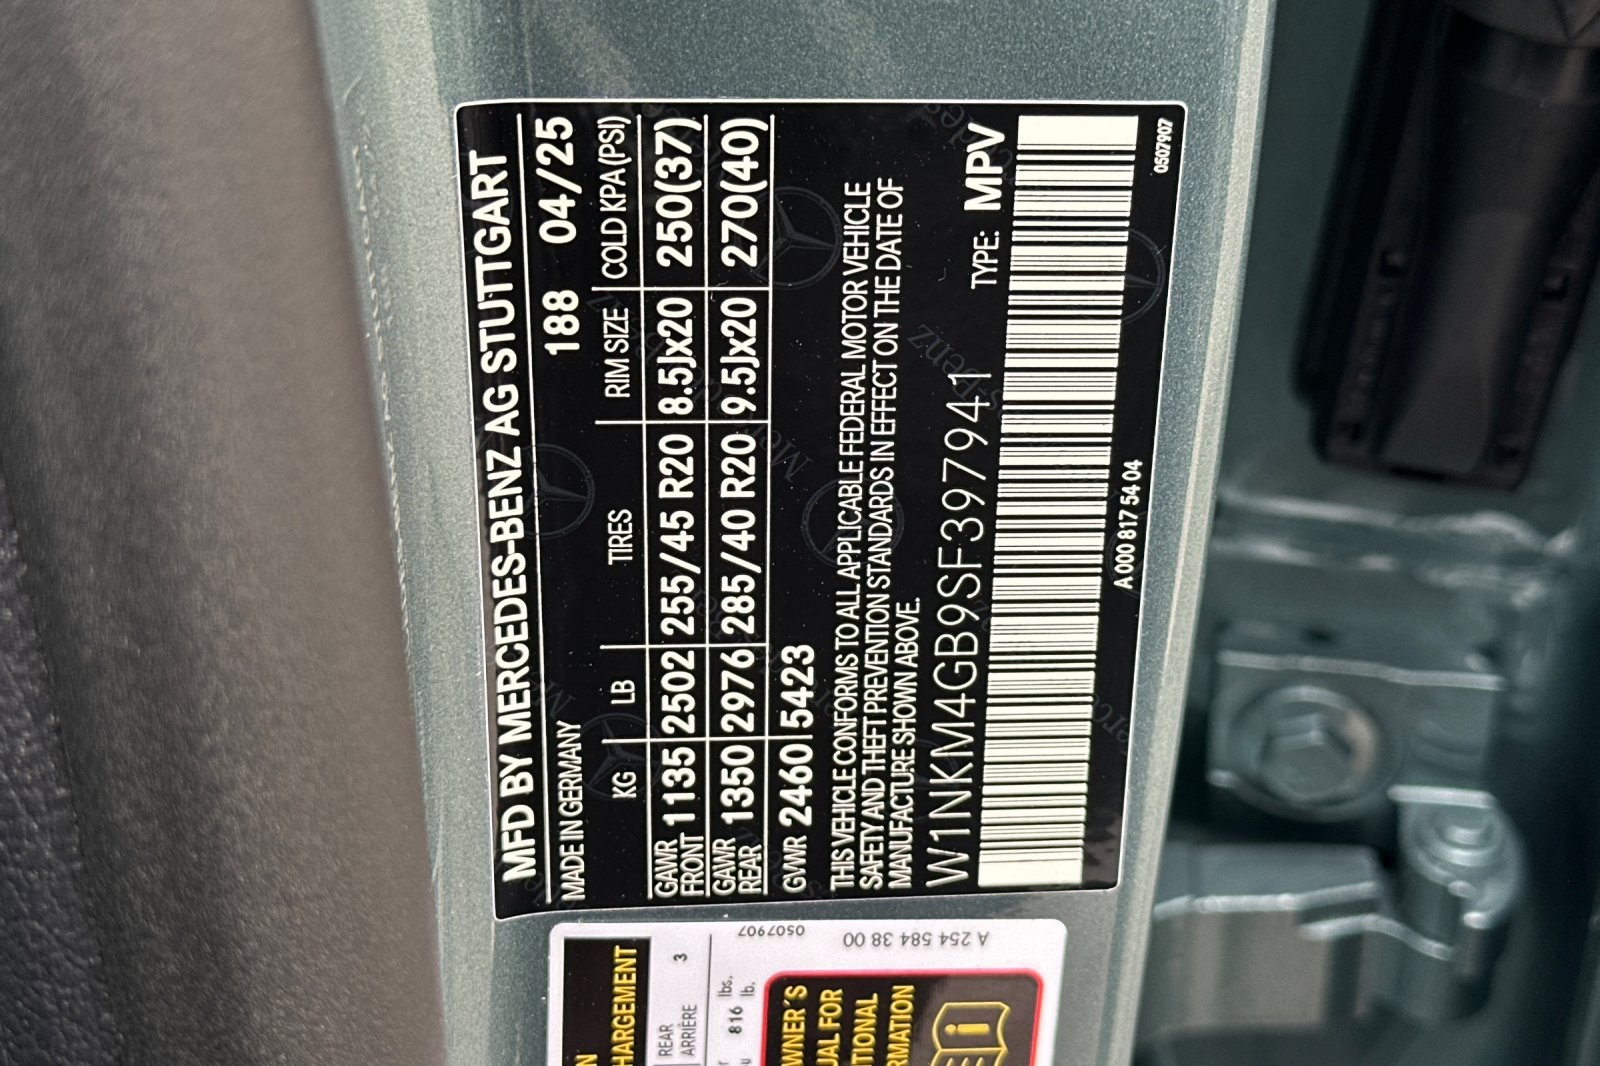 MFD BY MERCEDES-BENZ AG STUTTGART
MADE IN GERMANY 188 04/25
KG LB TIRES RIM SIZE COLD KPA(PSI)
GAWR FRONT 1135 2502 255/45 R20 8.5Jx20 250(37)
GAWR REAR 1350 2976 285/40 R20 9.5Jx20 270(40)
GVWR 2460 5423
THIS VEHICLE CONFORMS TO ALL APPLICABLE FEDERAL MOTOR VEHICLE
SAFETY AND THEFT PREVENTION STANDARDS IN EFFECT ON THE DATE OF
MANUFACTURE SHOWN ABOVE.
TYPE: MPV
W1NKM4GB9SF397941
A 000 817 54 04
0507907
HARGEMENT
REAR 3
ARRIÈRE
816 lbs.
lb.
0507907
A 254 584 38 00
WNER'S
UAL FOR
ITIONAL
RMATION